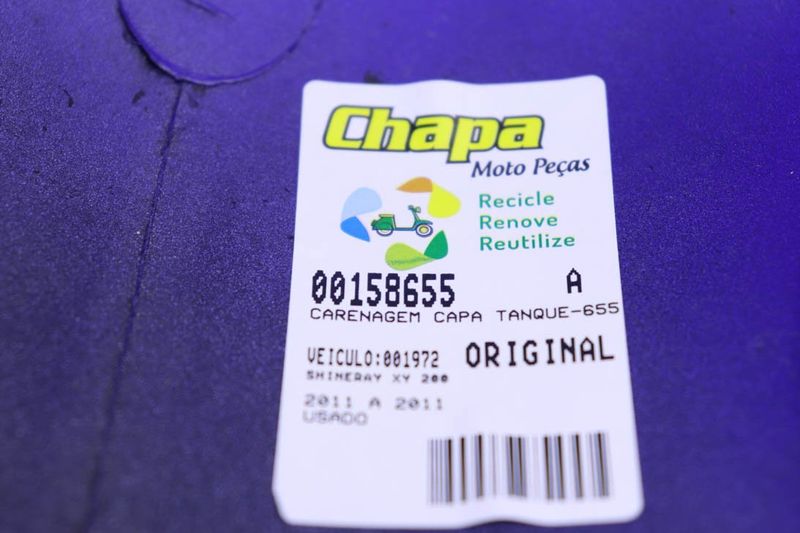 Chapa
Moto Peças
Recicle
Renove
Reutilize
00158655 A
CARENAGEM CAPA TANQUE-655
VEICULO:001972 ORIGINAL
SHINERAY XY 200
2011 A 2011
USADO